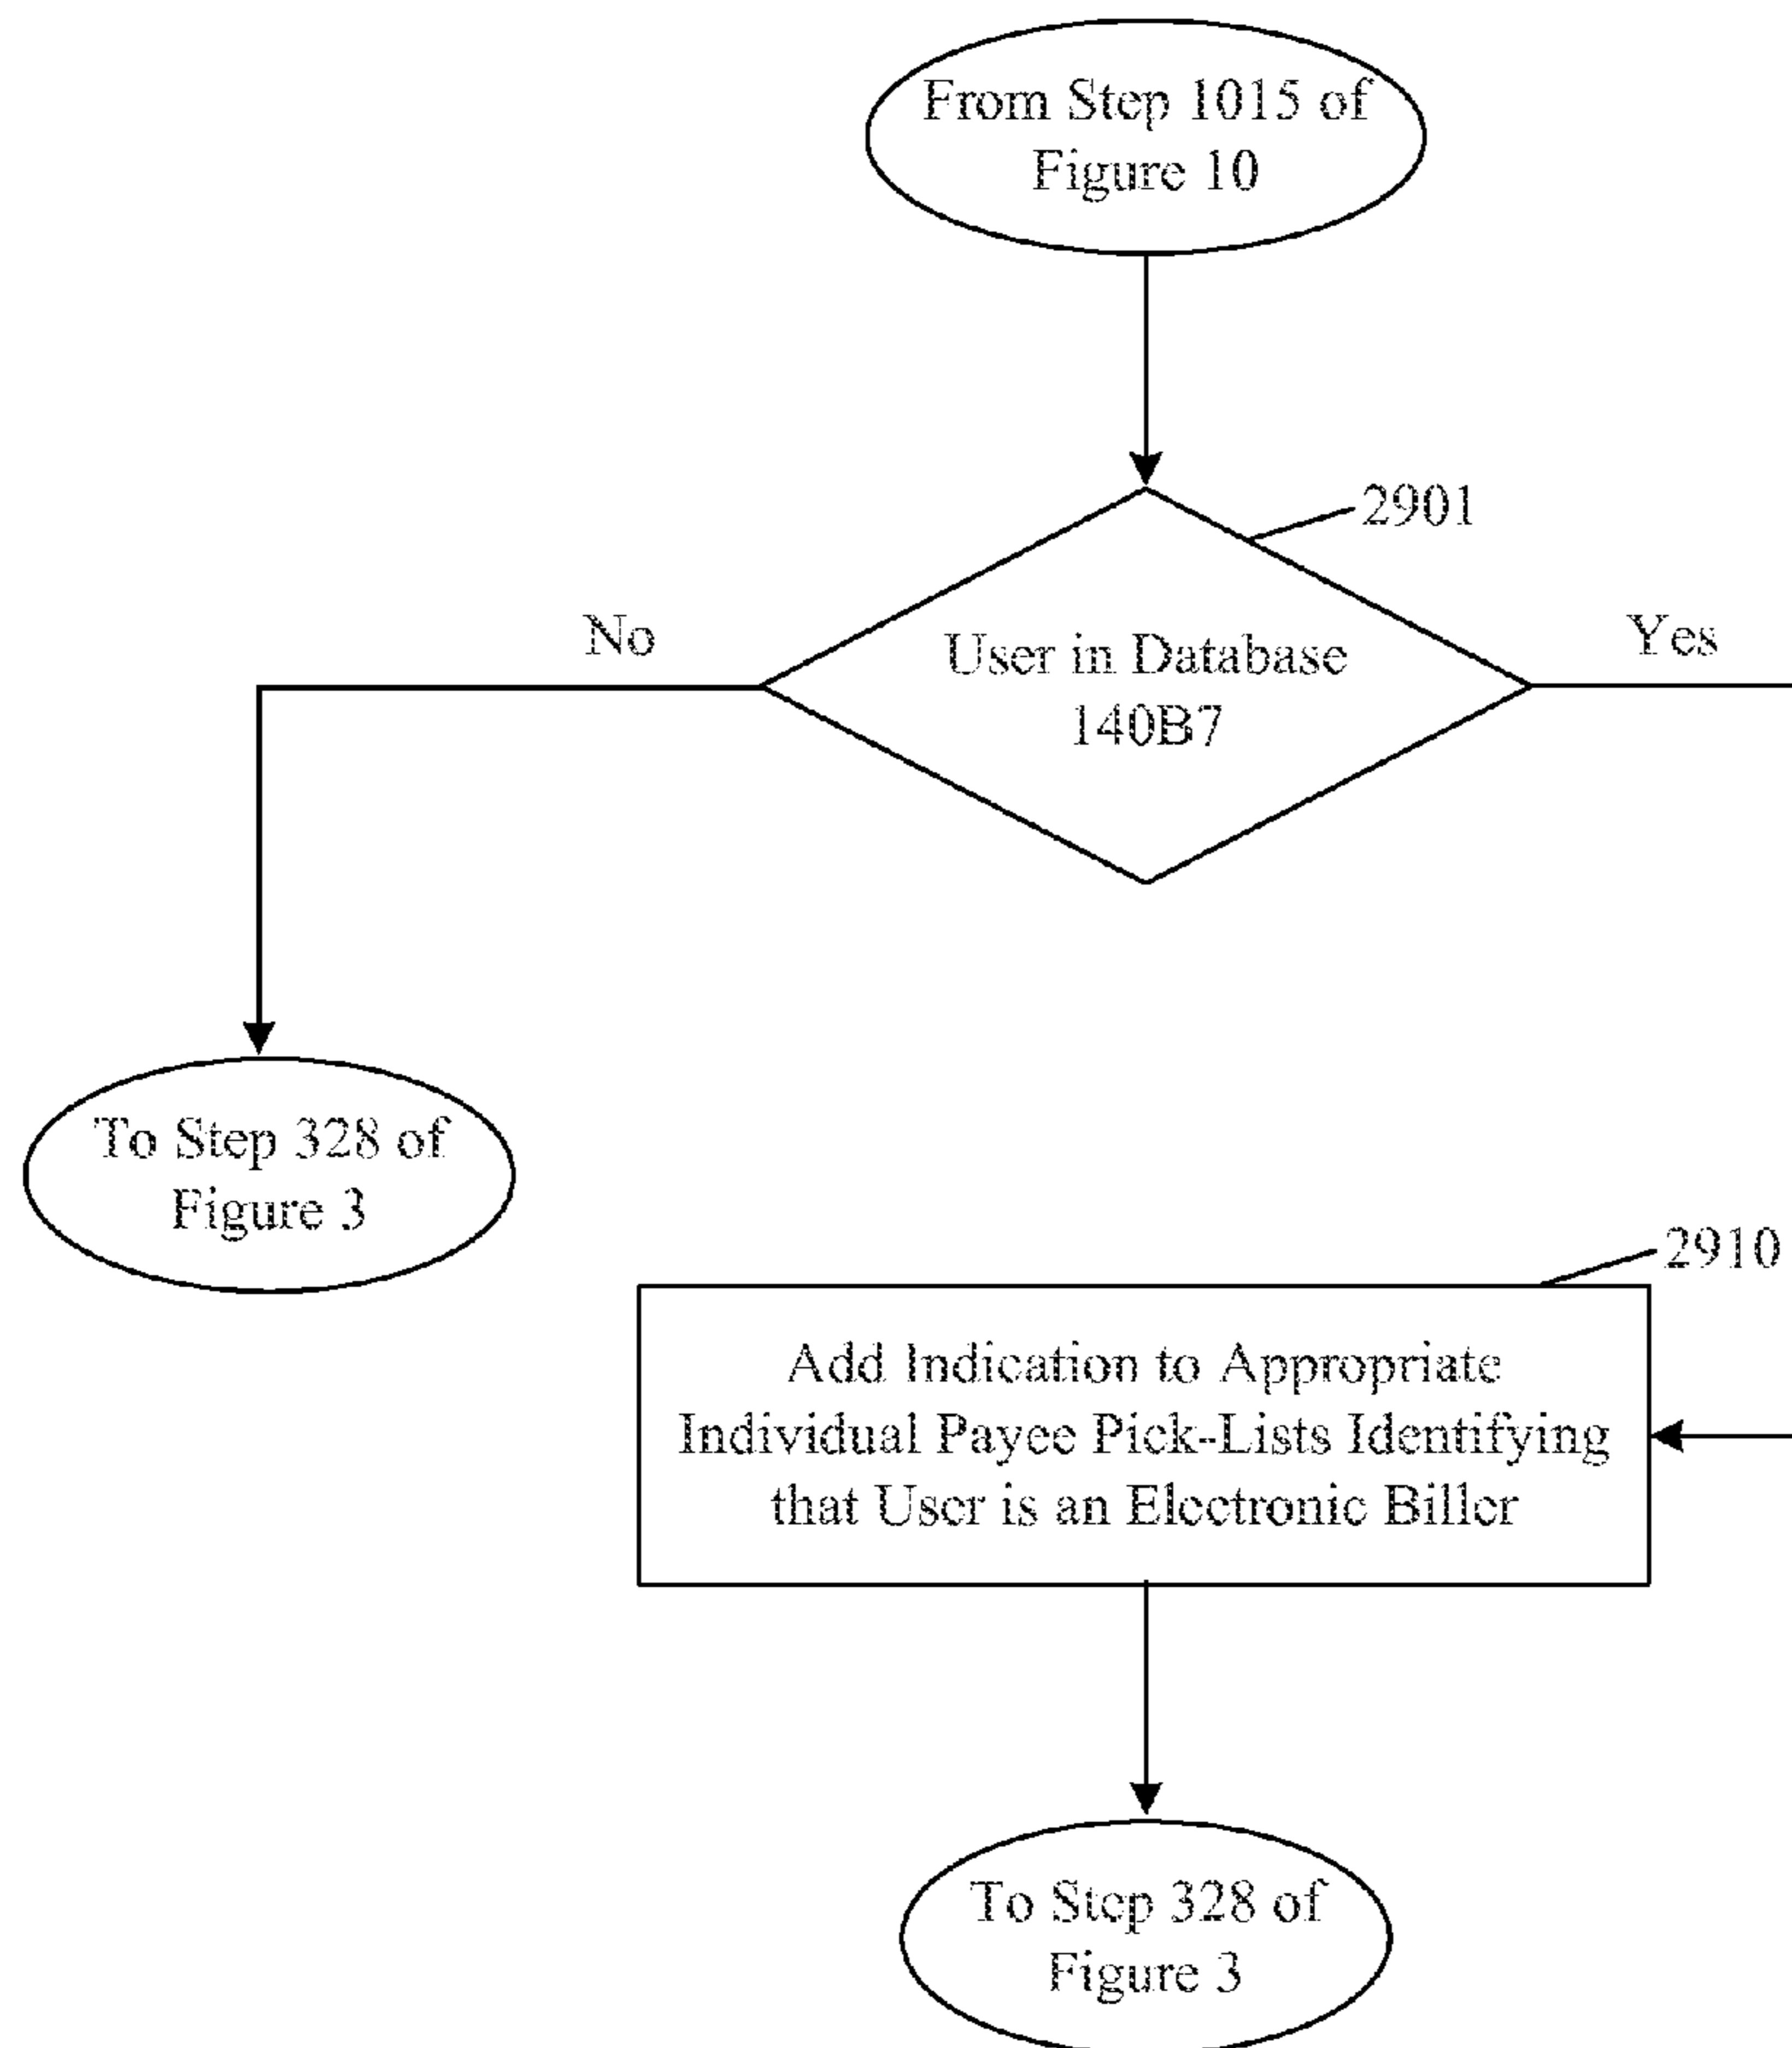 From Step 1015 of
Figure 10
2901
No
Yes
User in Database
140B7
To Step 328 of
Figure 3
2910
Add Indication to Appropriate
Individual Payee Pick-Lists Identifying
that User is an Electronic Biller
To Step 328 of
Figure 3